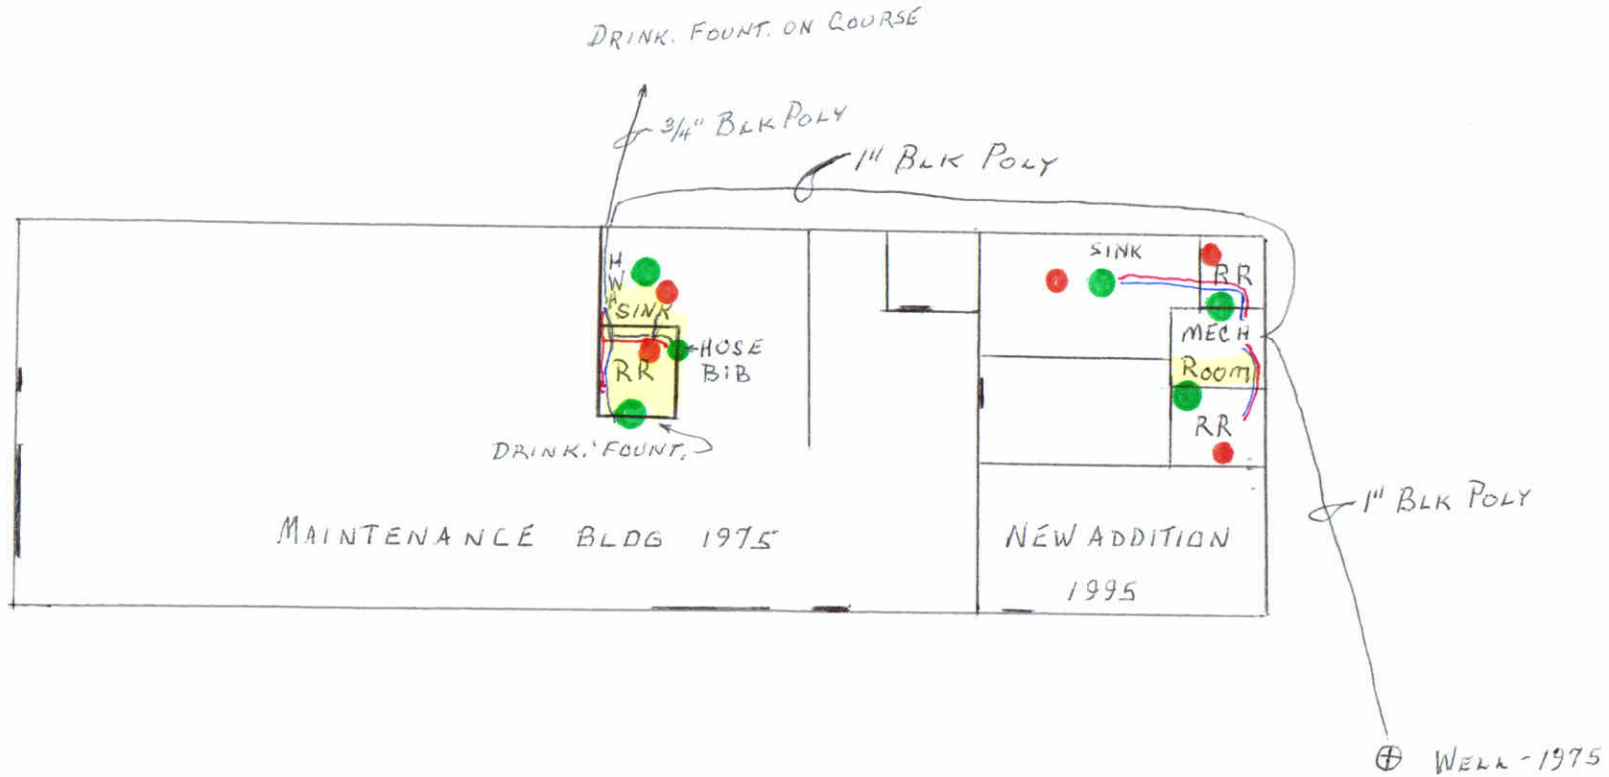 DRINK. FOUNT. ON COURSE
3/4" BLK POLY
1" BLK POLY
SINK
RR
H
W
A
SINK
MECH
ROOM
HOSE
BIB
RR
RR
DRINK. FOUNT.
1" BLK POLY
MAINTENANCE BLDG 1975
NEW ADDITION
1995
WELL - 1975